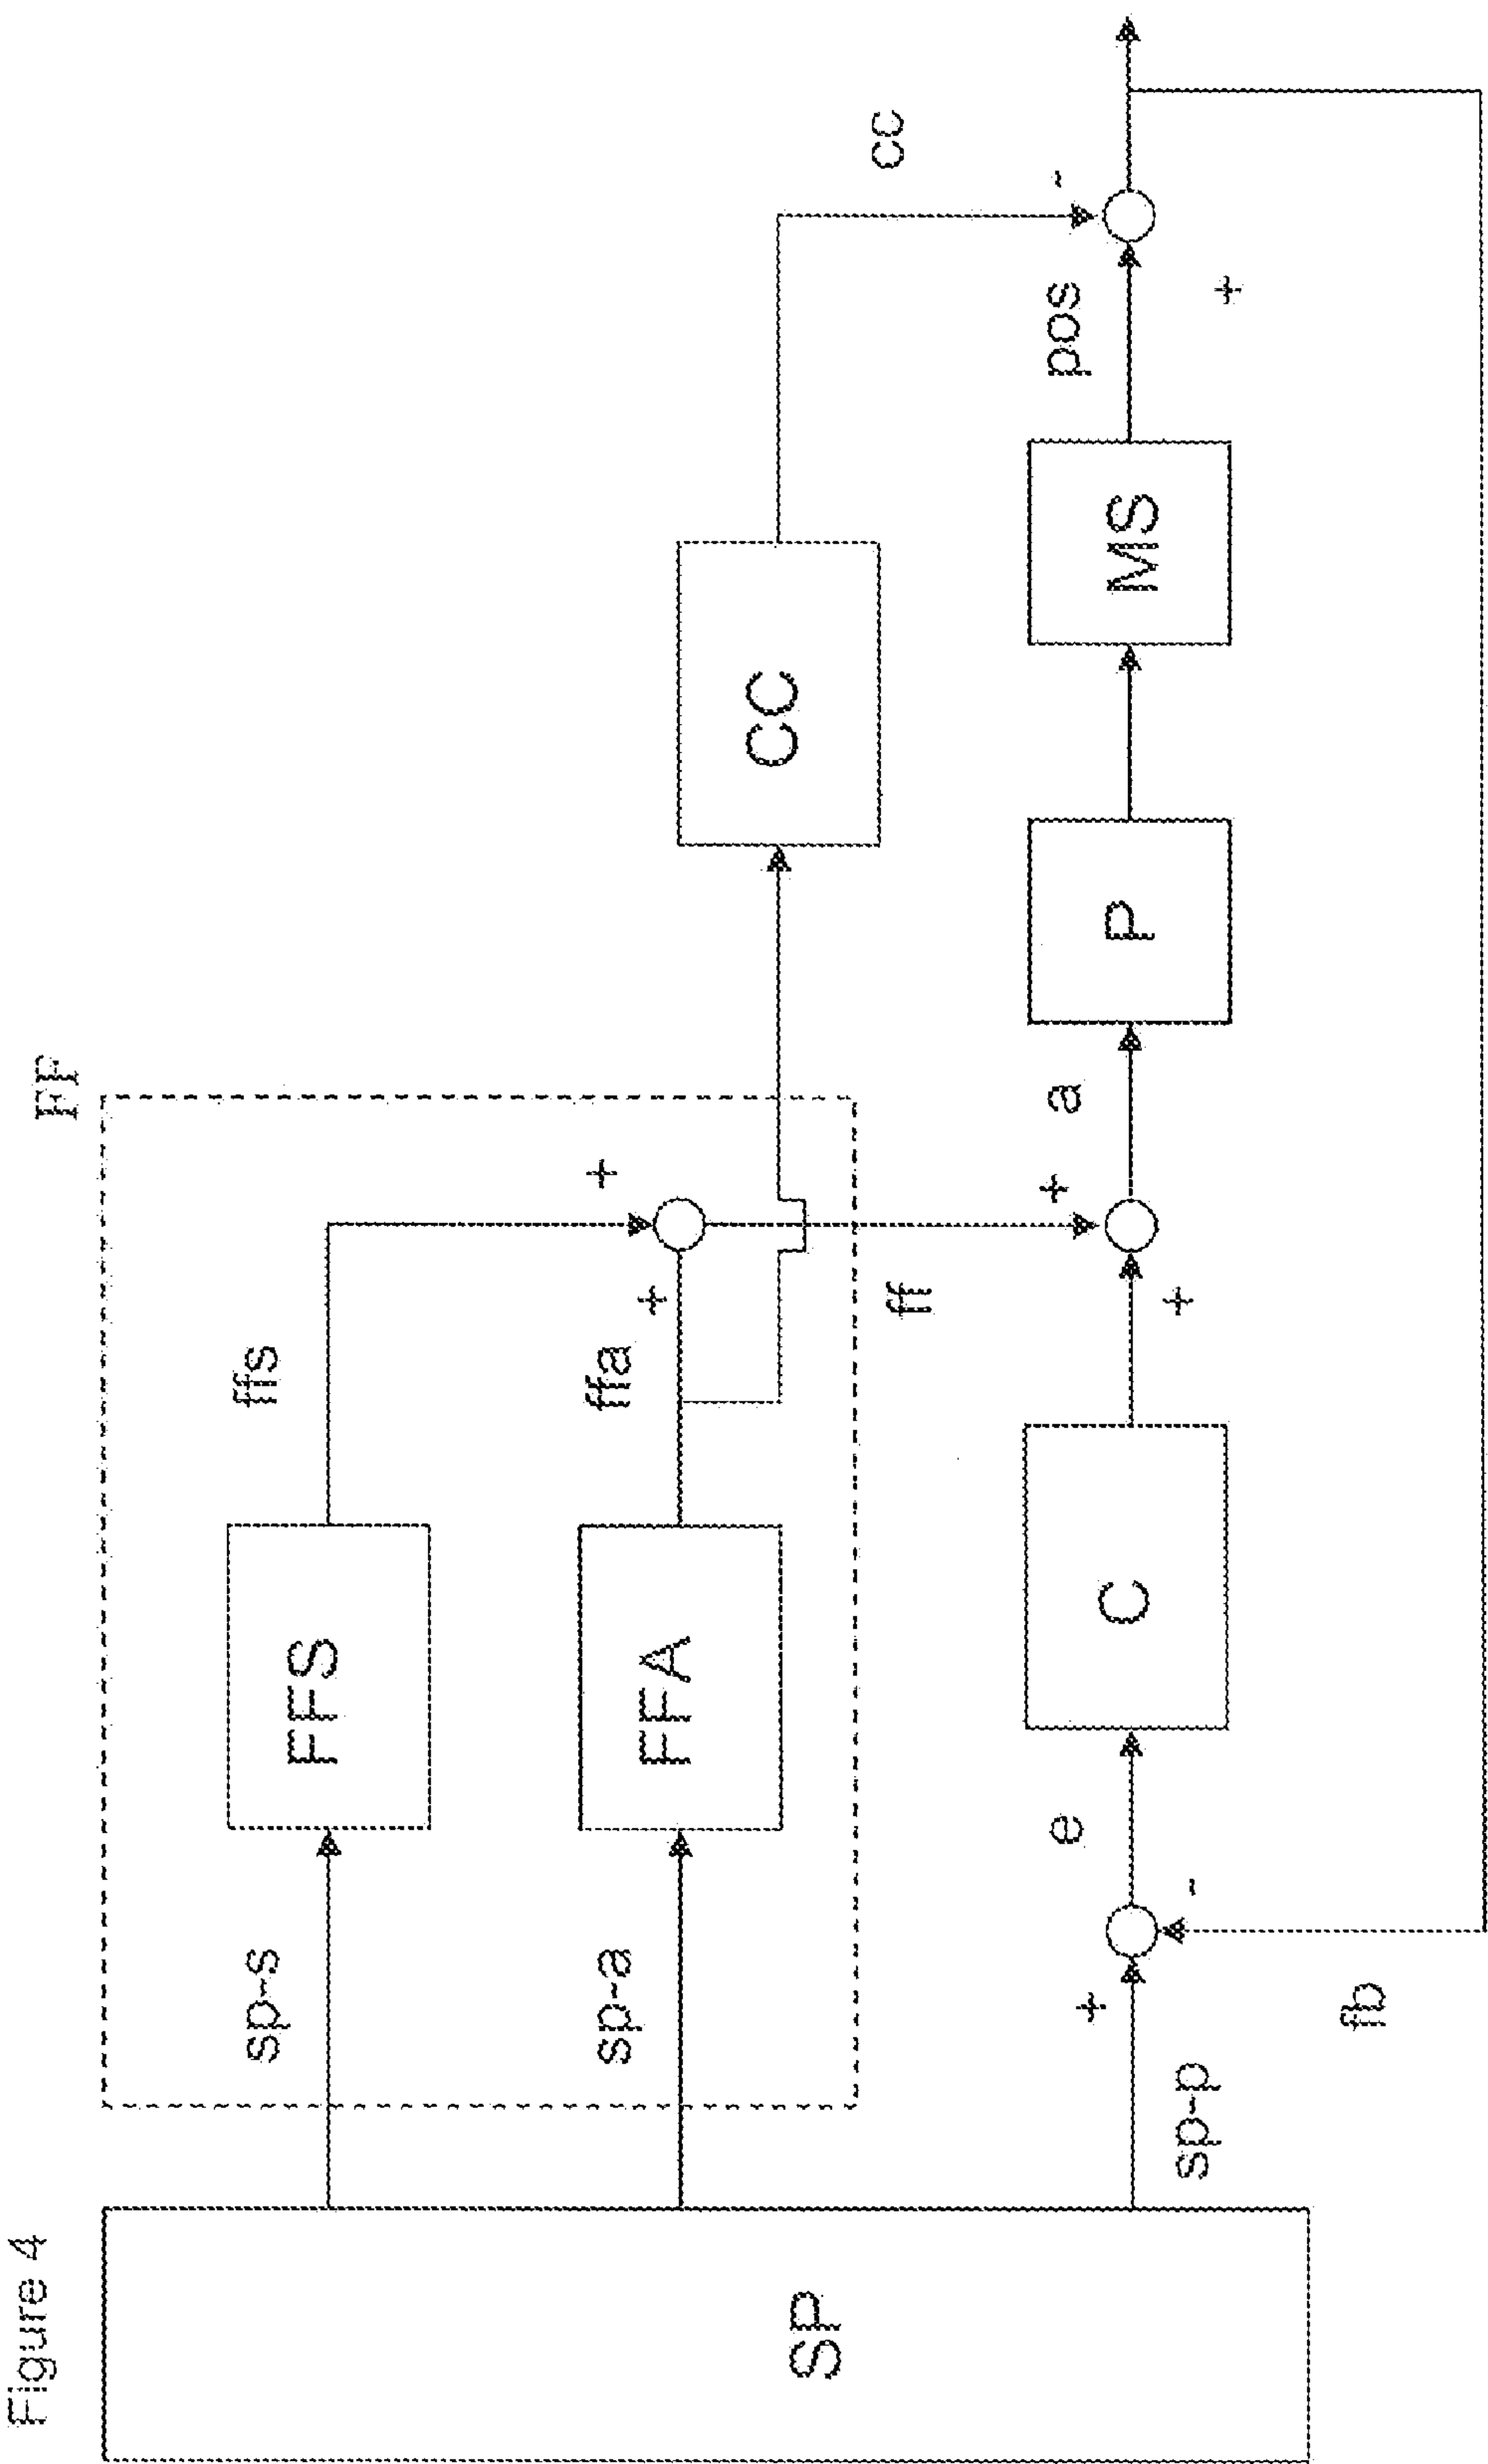 Figure 4
FF
SP
sp-s
FFS
ffs
+
sp-a
FFA
ffa
+
CC
cc
ff
sp-p
+
-
e
C
+
+
a
P
MS
pos
+
-
fb